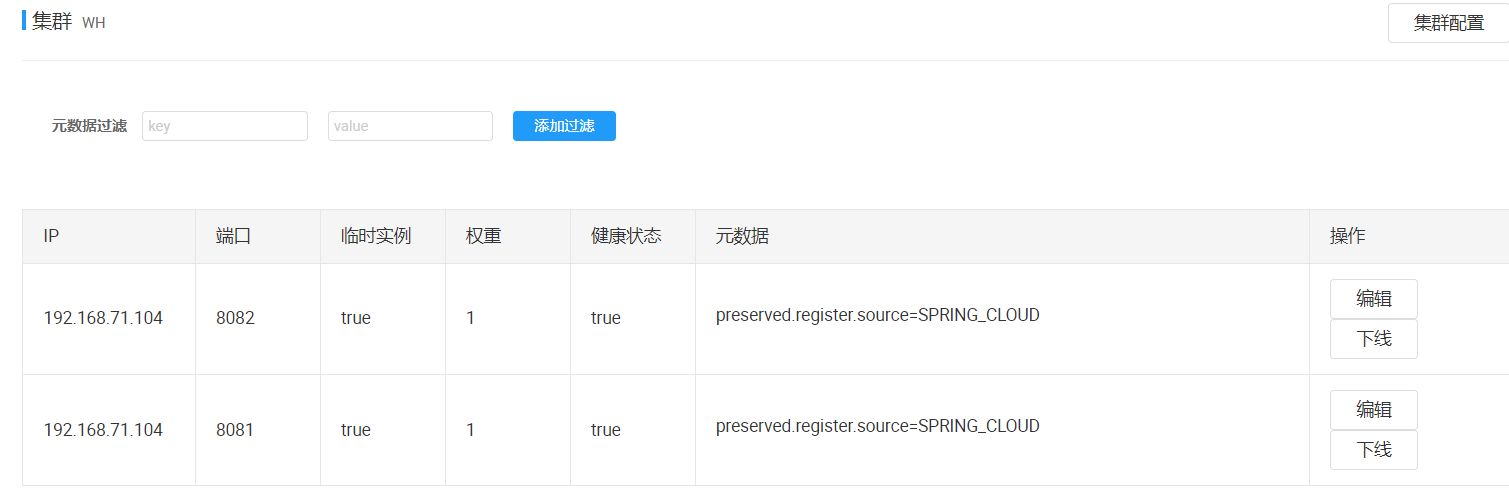 集群 WH
集群配置
元数据过滤 key value 添加过滤
IP 端口 临时实例 权重 健康状态 元数据 操作
192.168.71.104 8082 true 1 true preserved.register.source=SPRING_CLOUD 编辑
下线
192.168.71.104 8081 true 1 true preserved.register.source=SPRING_CLOUD 编辑
下线